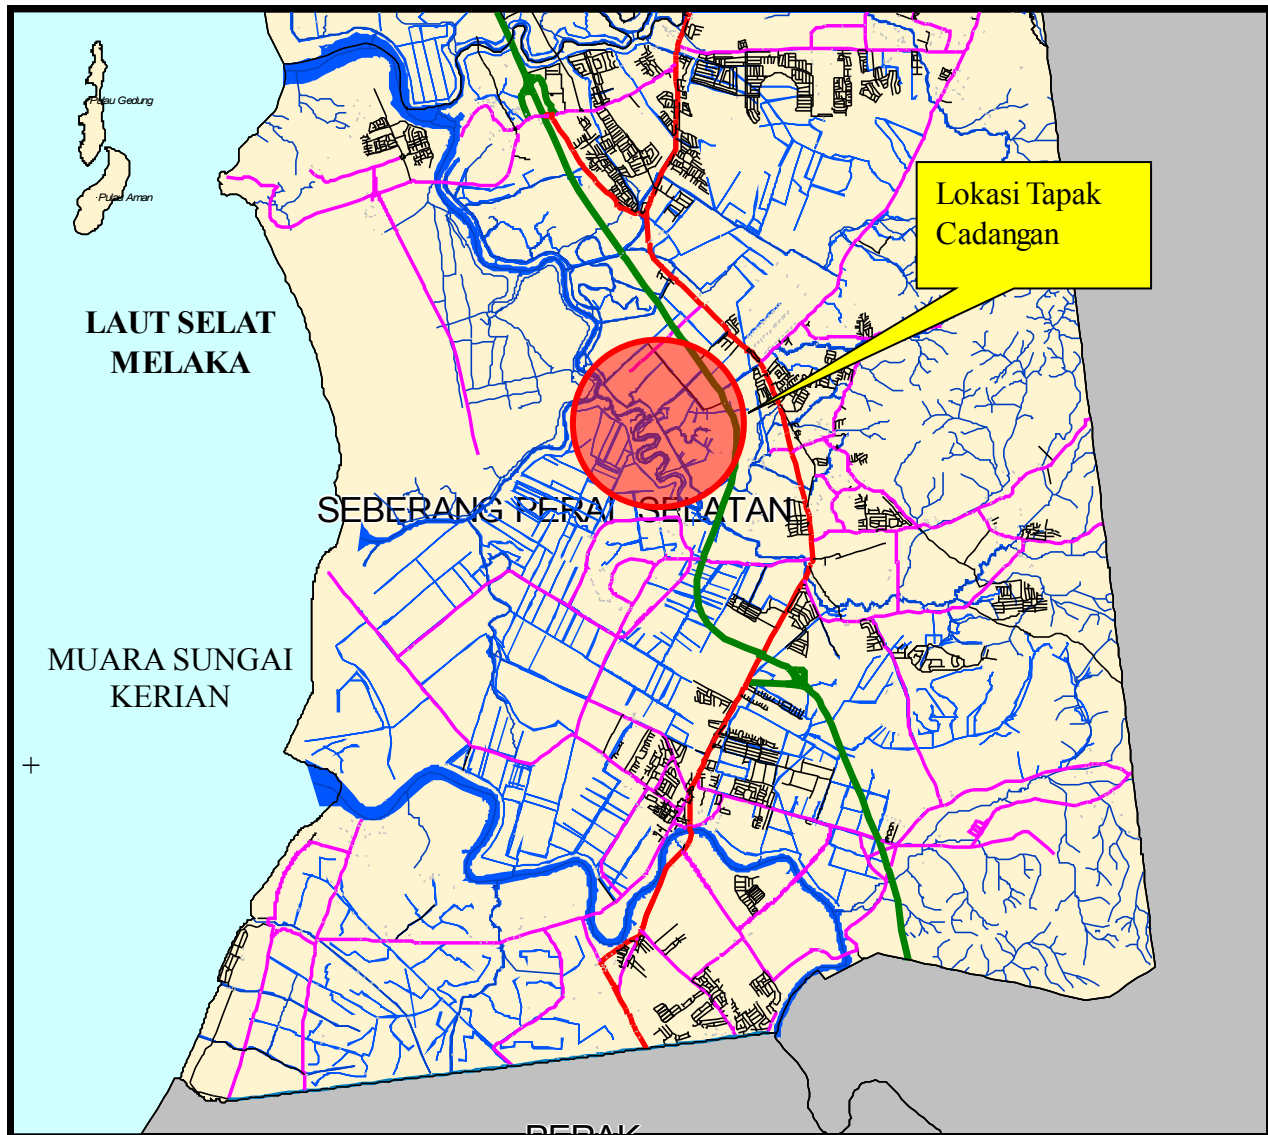 Pulau Gedung
Pulau Aman
Lokasi Tapak
Cadangan
LAUT SELAT
MELAKA
SEBERANG PERAI SELATAN
MUARA SUNGAI
KERIAN
PERAK